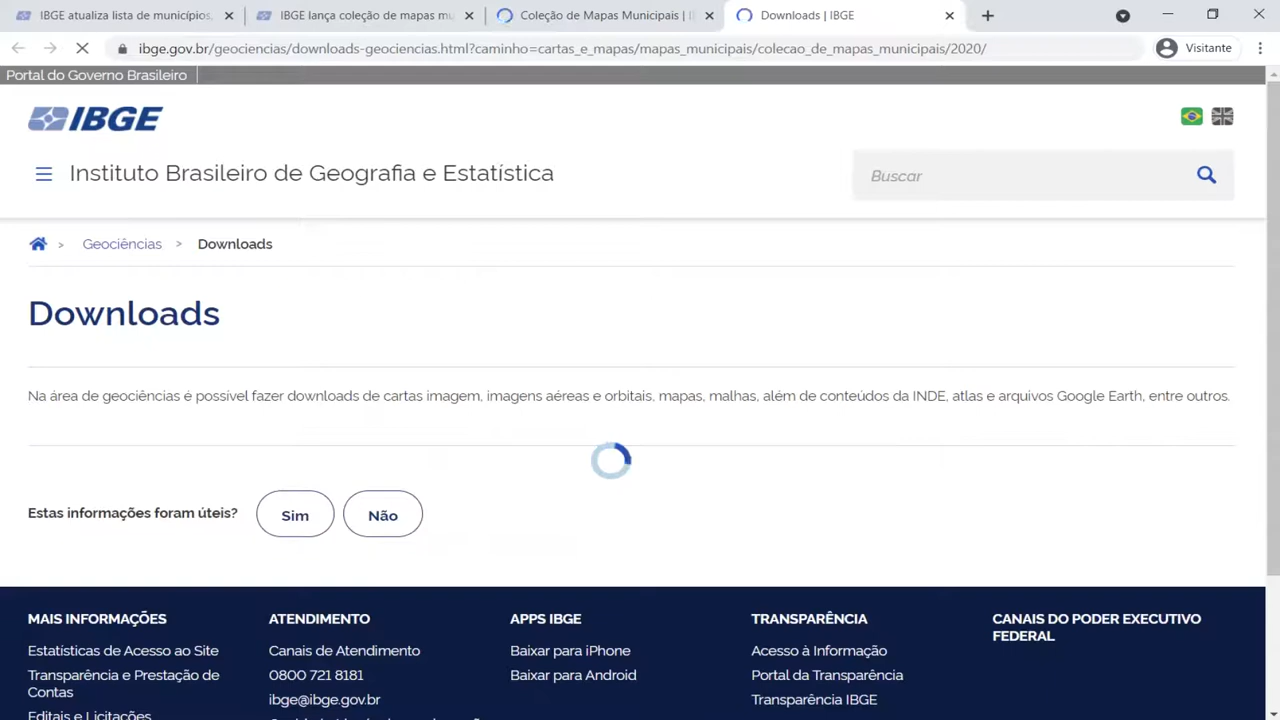 IBGE atualiza lista de municípios,
IBGE lança coleção de mapas mu
Coleção de Mapas Municipais | I
Downloads | IBGE
ibge.gov.br/geociencias/downloads-geociencias.html?caminho=cartas_e_mapas/mapas_municipais/colecao_de_mapas_municipais/2020/
Visitante
Portal do Governo Brasileiro
IBGE
Instituto Brasileiro de Geografia e Estatística
Buscar
> Geociências > Downloads
Downloads
Na área de geociências é possível fazer downloads de cartas imagem, imagens aéreas e orbitais, mapas, malhas, além de conteúdos da INDE, atlas e arquivos Google Earth, entre outros.
Estas informações foram úteis? Sim Não
MAIS INFORMAÇÕES
Estatísticas de Acesso ao Site
Transparência e Prestação de
Contas
Editais e Licitações
ATENDIMENTO
Canais de Atendimento
0800 721 8181
ibge@ibge.gov.br
APPS IBGE
Baixar para iPhone
Baixar para Android
TRANSPARÊNCIA
Acesso à Informação
Portal da Transparência
Transparência IBGE
CANAIS DO PODER EXECUTIVO
FEDERAL